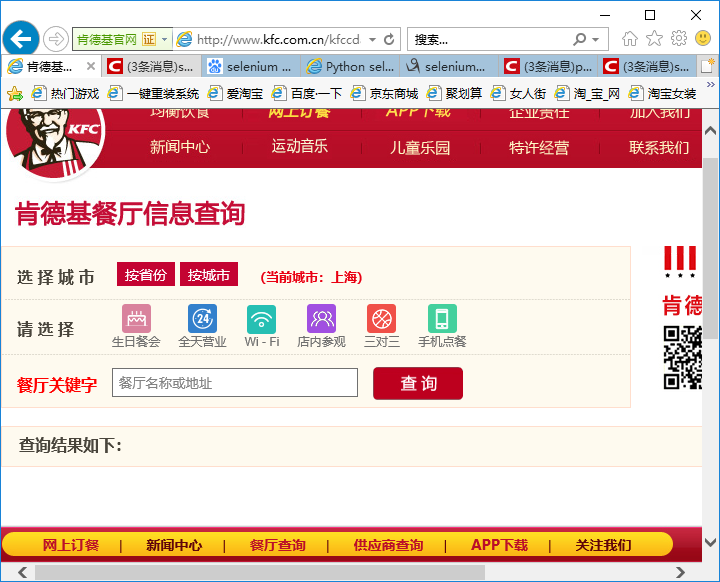 肯德基官网 证 http://www.kfc.com.cn/kfccd 搜索...
肯德基... (3条消息)s... selenium ... Python sel... selenium... (3条消息)p... (3条消息)s...
热门游戏 一键重装系统 爱淘宝 百度一下 京东商城 聚划算 女人街 淘_宝_网 淘宝女装
均衡饮食 网上订餐 APP下载 企业责任 加入我们
KFC
新闻中心 运动音乐 儿童乐园 特许经营 联系我们
肯德基餐厅信息查询
选择城市 按省份 按城市 (当前城市：上海)
肯德
请选择 24
生日餐会 全天营业 Wi - Fi 店内参观 三对三 手机点餐
餐厅关键字 餐厅名称或地址 查 询
查询结果如下：
网上订餐 | 新闻中心 | 餐厅查询 | 供应商查询 | APP下载 | 关注我们